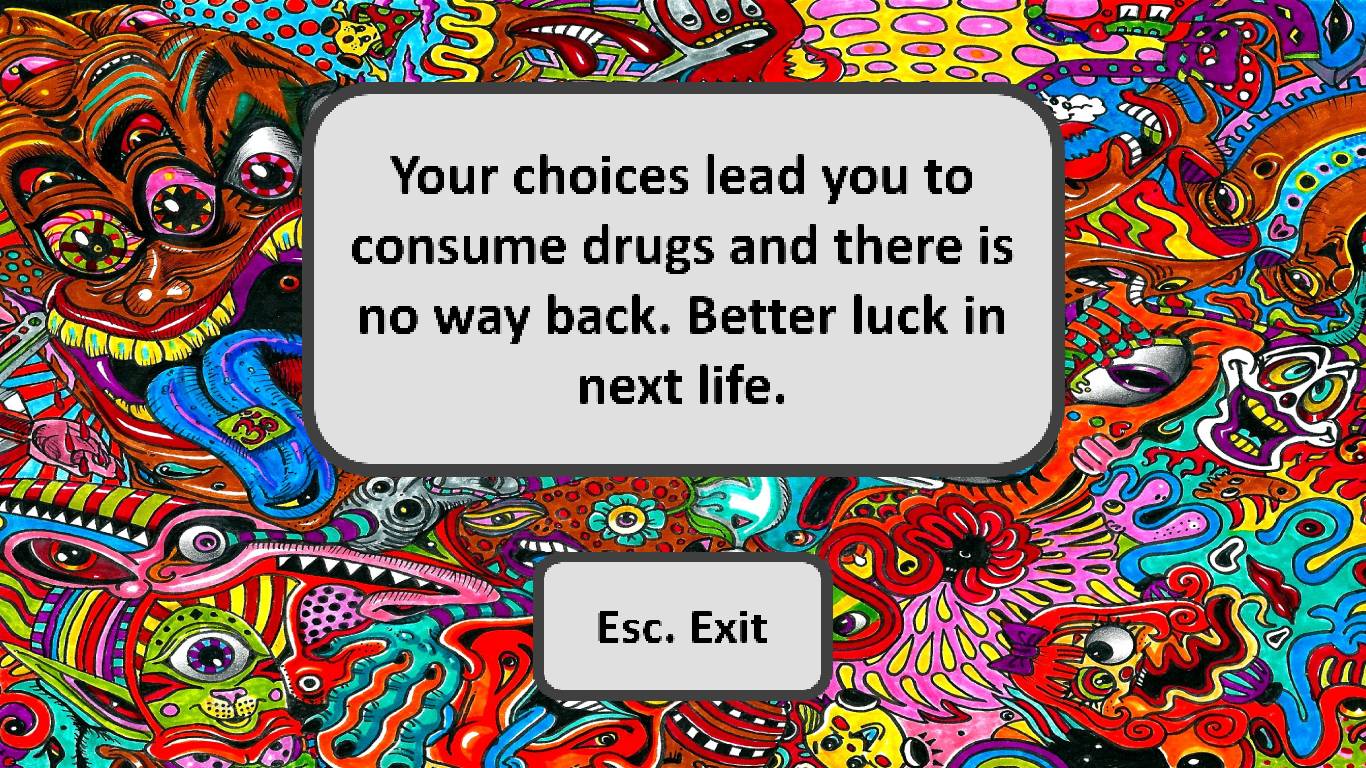 Your choices lead you to
consume drugs and there is
no way back. Better luck in
next life.
Esc. Exit